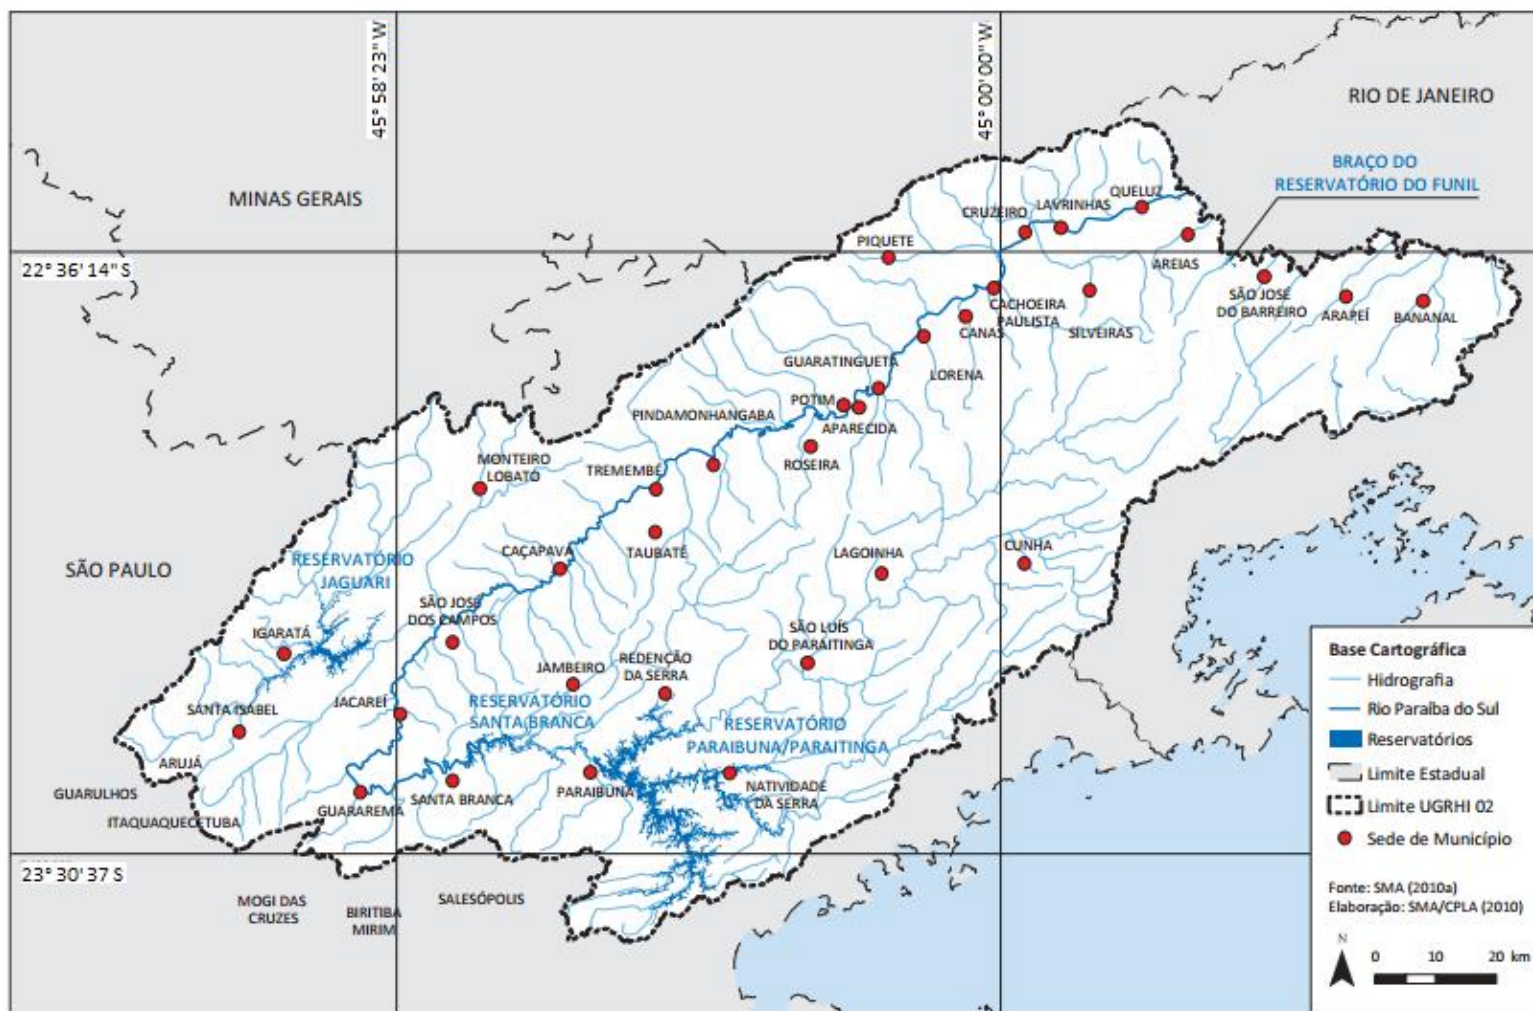 45° 58' 23" W
45° 00' 00" W
RIO DE JANEIRO
BRAÇO DO
RESERVATÓRIO DO FUNIL
MINAS GERAIS
QUELUZ
LAVRINHAS
CRUZEIRO
PIQUETE
22° 36' 14" S
AREIAS
CACHOEIRA
PAULISTA
SÃO JOSÉ
DO BARREIRO
SILVEIRAS
ARAPEÍ
BANANAL
CANAS
GUARATINGUETÁ
LORENA
POTIM
PINDAMONHANGABA
APARECIDA
ROSEIRA
MONTEIRO
LOBATO
TREMEMBÉ
CAÇAPAVA
TAUBATÉ
LAGOINHA
CUNHA
SÃO PAULO
RESERVATÓRIO
JAGUARI
SÃO JOSÉ
DOS CAMPOS
IGARATÁ
SÃO LUÍS
DO PARAITINGA
JAMBEIRO
REDENÇÃO
DA SERRA
JACAREÍ
RESERVATÓRIO
SANTA BRANCA
SANTA ISABEL
RESERVATÓRIO
PARAIBUNA/PARAITINGA
ARUJÁ
GUARULHOS
ITAQUAQUECETUBA
GUARAREMA
SANTA BRANCA
PARAIBUNA
NATIVIDADE
DA SERRA
23° 30' 37" S
MOGI DAS
CRUZES
BIRITIBA
MIRIM
SALESÓPOLIS
Base Cartográfica
Hidrografia
Rio Paraíba do Sul
Reservatórios
Limite Estadual
Limite UGRHI 02
Sede de Município
Fonte: SMA (2010a)
Elaboração: SMA/CPLA (2010)
N
0 10 20 km